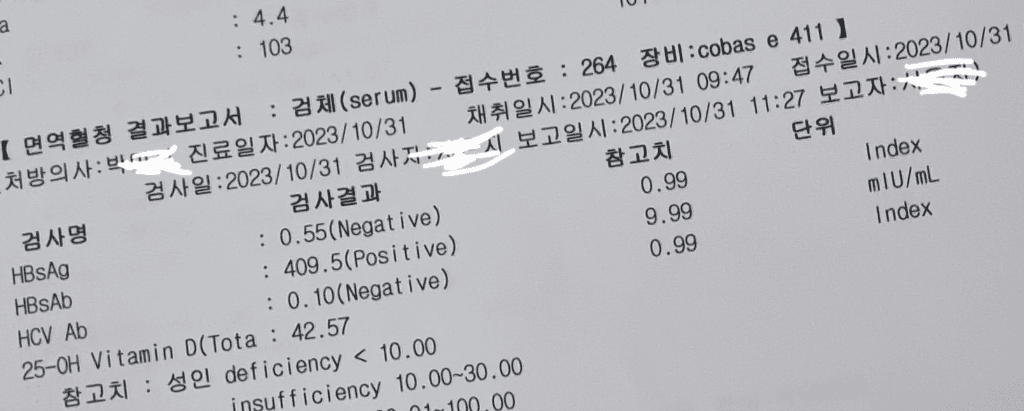 : 4.4
: 103
【 면역혈청 결과보고서 : 검체(serum) - 접수번호 : 264 장비:cobas e 411 】
처방의사:박 진료일자:2023/10/31 채취일시:2023/10/31 09:47 접수일시:2023/10/31
검사일:2023/10/31 검사자: 보고일시:2023/10/31 11:27 보고자:
검사명 검사결과 참고치 단위
HBsAg : 0.55(Negative) 0.99 Index
HBsAb : 409.5(Positive) 9.99 mIU/mL
HCV Ab : 0.10(Negative) 0.99 Index
25-OH Vitamin D(Tota : 42.57
참고치 : 성인 deficiency < 10.00
insufficiency 10.00~30.00